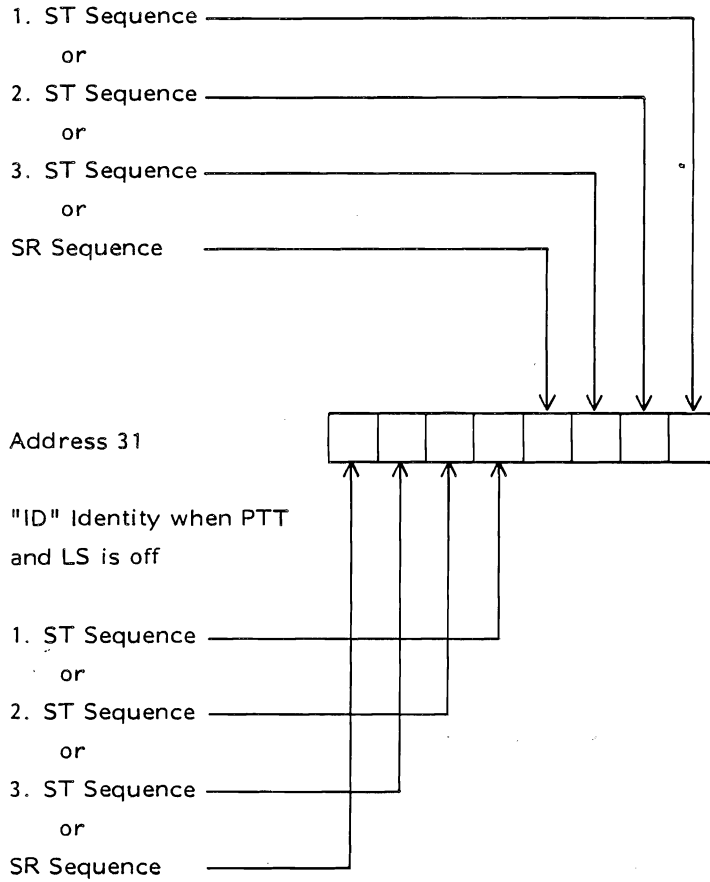 1. ST Sequence
or
2. ST Sequence
or
3. ST Sequence
or
SR Sequence
Address 31
"ID" Identity when PTT
and LS is off
1. ST Sequence
or
2. ST Sequence
or
3. ST Sequence
or
SR Sequence